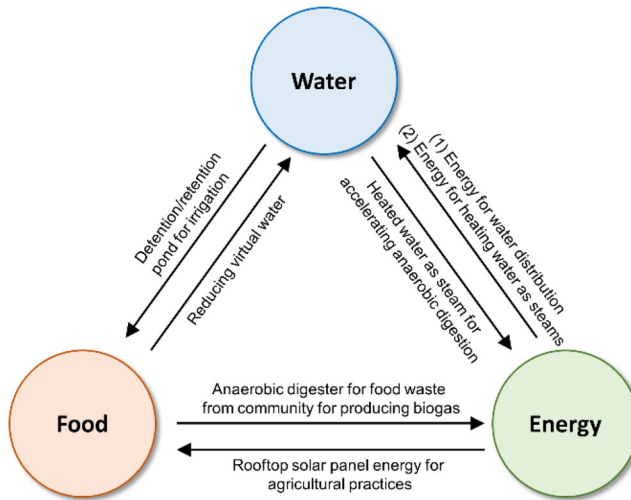 Water
Detention/retention
pond for irrigation
Reducing virtual water
(1) Energy for water distribution
(2) Energy for heating water as steams
Heated water as steam for
accelerating anaerobic digestion
Food
Anaerobic digester for food waste
from community for producing biogas
Rooftop solar panel energy for
agricultural practices
Energy